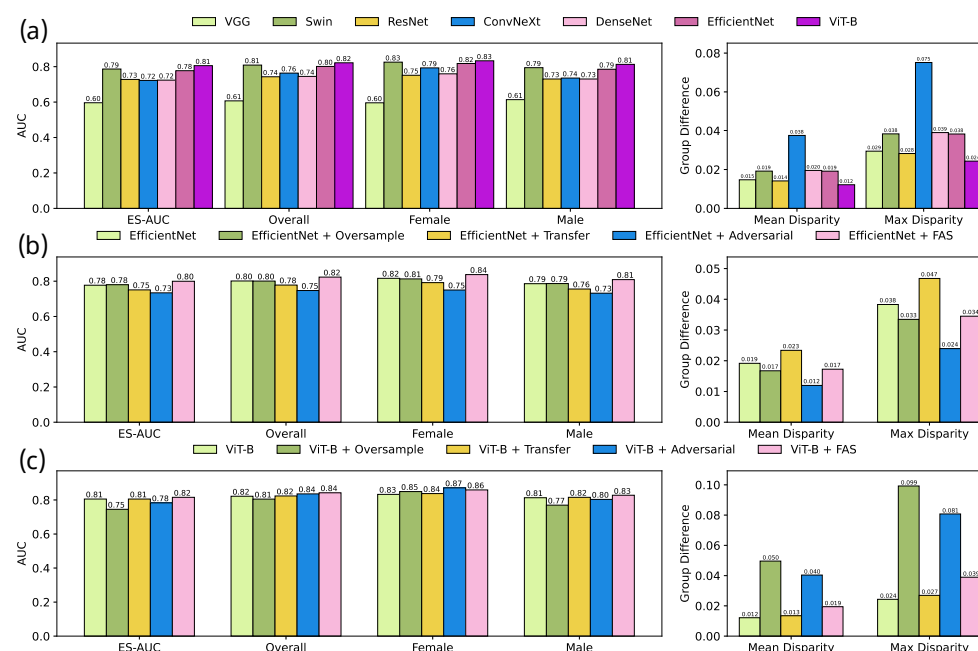 (a)
VGG Swin ResNet ConvNeXt DenseNet EfficientNet ViT-B
AUC
0.8
0.6
0.4
0.2
0.0
0.60 0.79 0.73 0.72 0.72 0.78 0.81
0.60 0.81 0.74 0.76 0.74 0.80 0.82
0.60 0.83 0.75 0.79 0.76 0.82 0.83
0.61 0.79 0.73 0.74 0.73 0.79 0.81
ES-AUC Overall Female Male
Group Difference
0.08
0.06
0.04
0.02
0.00
0.015 0.019 0.014 0.038 0.020 0.019 0.012
0.029 0.038 0.028 0.075 0.039 0.038 0.024
Mean Disparity Max Disparity
(b)
EfficientNet EfficientNet + Oversample EfficientNet + Transfer EfficientNet + Adversarial EfficientNet + FAS
AUC
0.8
0.6
0.4
0.2
0.0
0.78 0.78 0.75 0.73 0.80
0.80 0.80 0.78 0.75 0.82
0.82 0.81 0.79 0.75 0.84
0.79 0.79 0.76 0.73 0.81
ES-AUC Overall Female Male
Group Difference
0.05
0.04
0.03
0.02
0.01
0.00
0.019 0.017 0.023 0.012 0.017
0.038 0.033 0.047 0.024 0.034
Mean Disparity Max Disparity
(c)
ViT-B ViT-B + Oversample ViT-B + Transfer ViT-B + Adversarial ViT-B + FAS
AUC
0.8
0.6
0.4
0.2
0.0
0.81 0.75 0.81 0.78 0.82
0.82 0.81 0.82 0.84 0.84
0.83 0.85 0.84 0.87 0.86
0.81 0.77 0.82 0.80 0.83
ES-AUC Overall Female Male
Group Difference
0.10
0.08
0.06
0.04
0.02
0.00
0.012 0.050 0.013 0.040 0.019
0.024 0.099 0.027 0.081 0.039
Mean Disparity Max Disparity